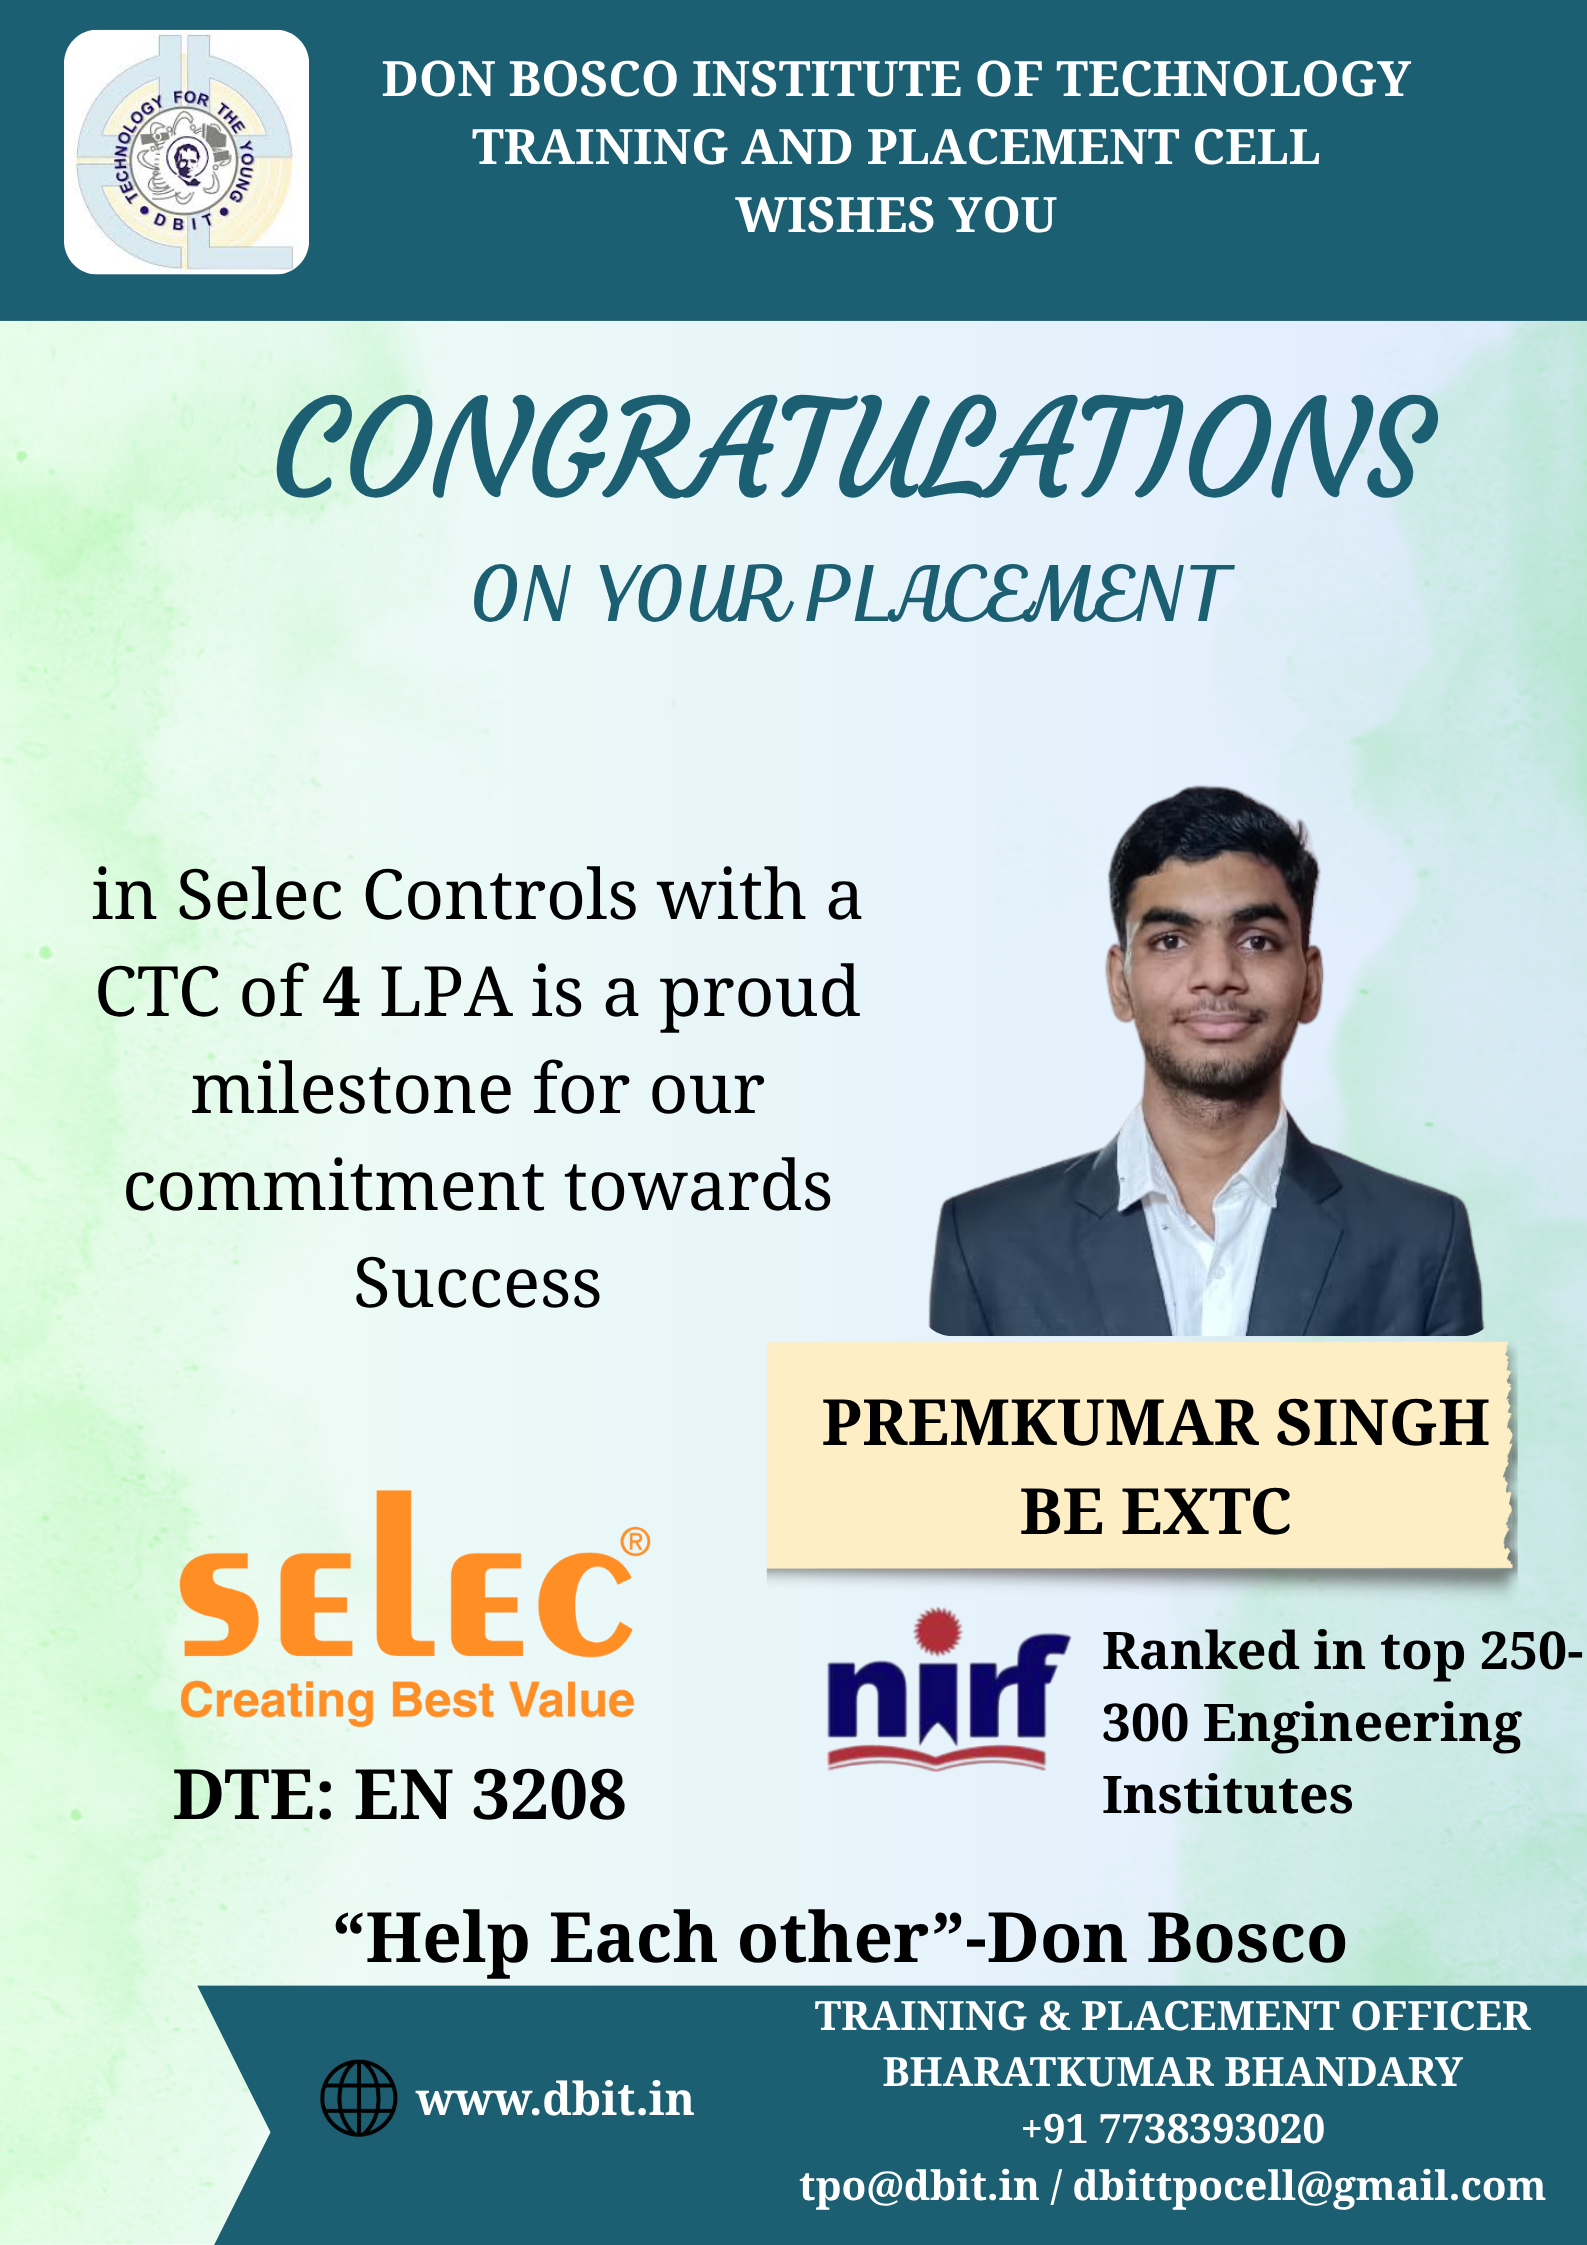 TECHNOLOGY FOR THE YOUNG
• DBIT •
DON BOSCO INSTITUTE OF TECHNOLOGY
TRAINING AND PLACEMENT CELL
WISHES YOU
CONGRATULATIONS
ON YOUR PLACEMENT
in Selec Controls with a
CTC of 4 LPA is a proud
milestone for our
commitment towards
Success
PREMKUMAR SINGH
BE EXTC
selec®
Creating Best Value
DTE: EN 3208
nirf
Ranked in top 250-
300 Engineering
Institutes
“Help Each other”-Don Bosco
www.dbit.in
TRAINING & PLACEMENT OFFICER
BHARATKUMAR BHANDARY
+91 7738393020
tpo@dbit.in / dbittpocell@gmail.com